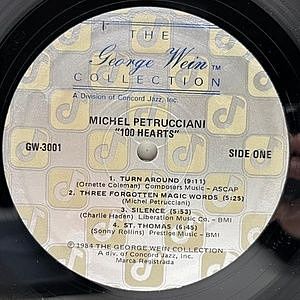 THE
George Wein TM
COLLECTION
A Division of Concord Jazz, Inc.
MICHEL PETRUCCIANI
"100 HEARTS"
GW-3001
SIDE ONE
1. TURN AROUND (9:11)
(Ornette Coleman) Composers Music – ASCAP
2. THREE FORGOTTEN MAGIC WORDS (5:25)
(Michel Petrucciani)
3. SILENCE (5:53)
(Charlie Haden) Liberation Music Co. – BMI
4. ST. THOMAS (5:45)
(Sonny Rollins) Prestige Music – BMI
© 1984 THE GEORGE WEIN COLLECTION
A div. of Concord Jazz, Inc.
Marca Registrada